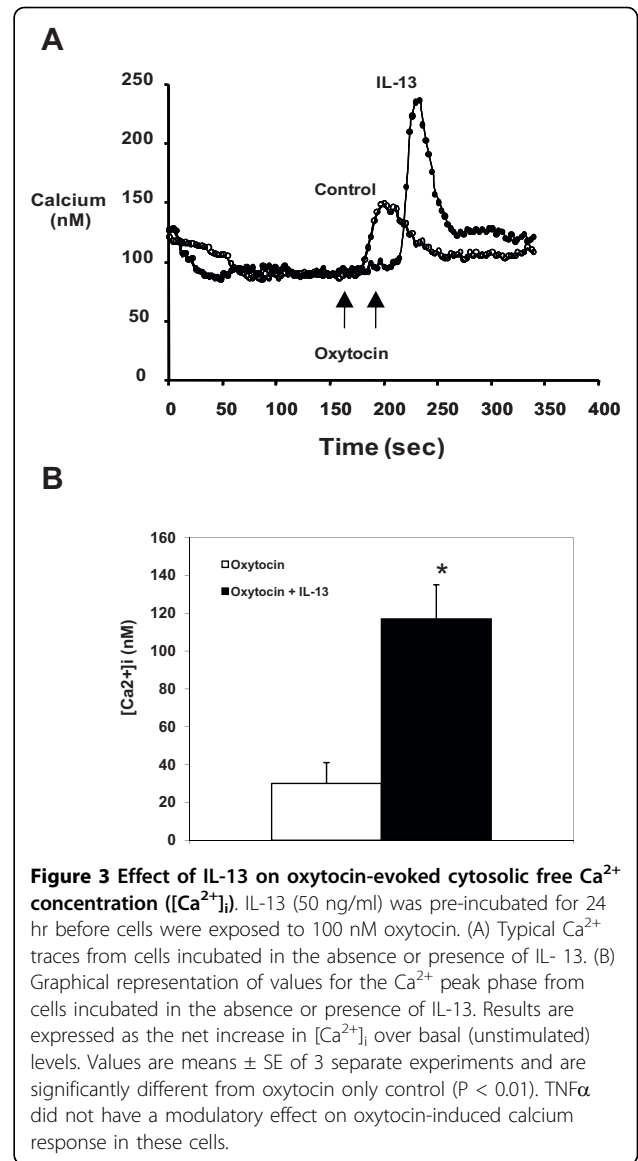 A
IL-13
Control
Calcium
(nM)
250
200
150
100
50
0
Oxytocin
0 50 100 150 200 250 300 350 400
Time (sec)
B
[Ca2+]i (nM)
160
140
120
100
80
60
40
20
0
Oxytocin
Oxytocin + IL-13
*
Figure 3 Effect of IL-13 on oxytocin-evoked cytosolic free Ca2+
concentration ([Ca2+]i). IL-13 (50 ng/ml) was pre-incubated for 24
hr before cells were exposed to 100 nM oxytocin. (A) Typical Ca2+
traces from cells incubated in the absence or presence of IL- 13. (B)
Graphical representation of values for the Ca2+ peak phase from
cells incubated in the absence or presence of IL-13. Results are
expressed as the net increase in [Ca2+]i over basal (unstimulated)
levels. Values are means ± SE of 3 separate experiments and are
significantly different from oxytocin only control (P < 0.01). TNFα
did not have a modulatory effect on oxytocin-induced calcium
response in these cells.